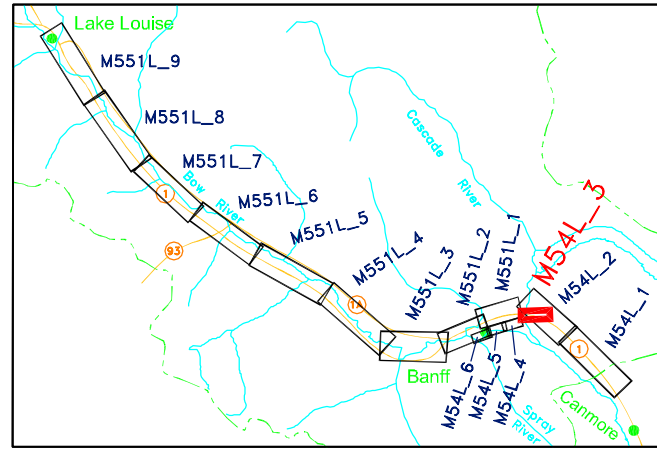 Lake Louise
M551L_9
M551L_8
M551L_7
M551L_6
M551L_5
M551L_4
M551L_3
M551L_2
M551L_1
M54L_3
M54L_2
M54L_1
M54L_6
M54L_5
M54L_4
Bow
River
Cascade
River
1
93
1A
1
Banff
Spray
River
Canmore